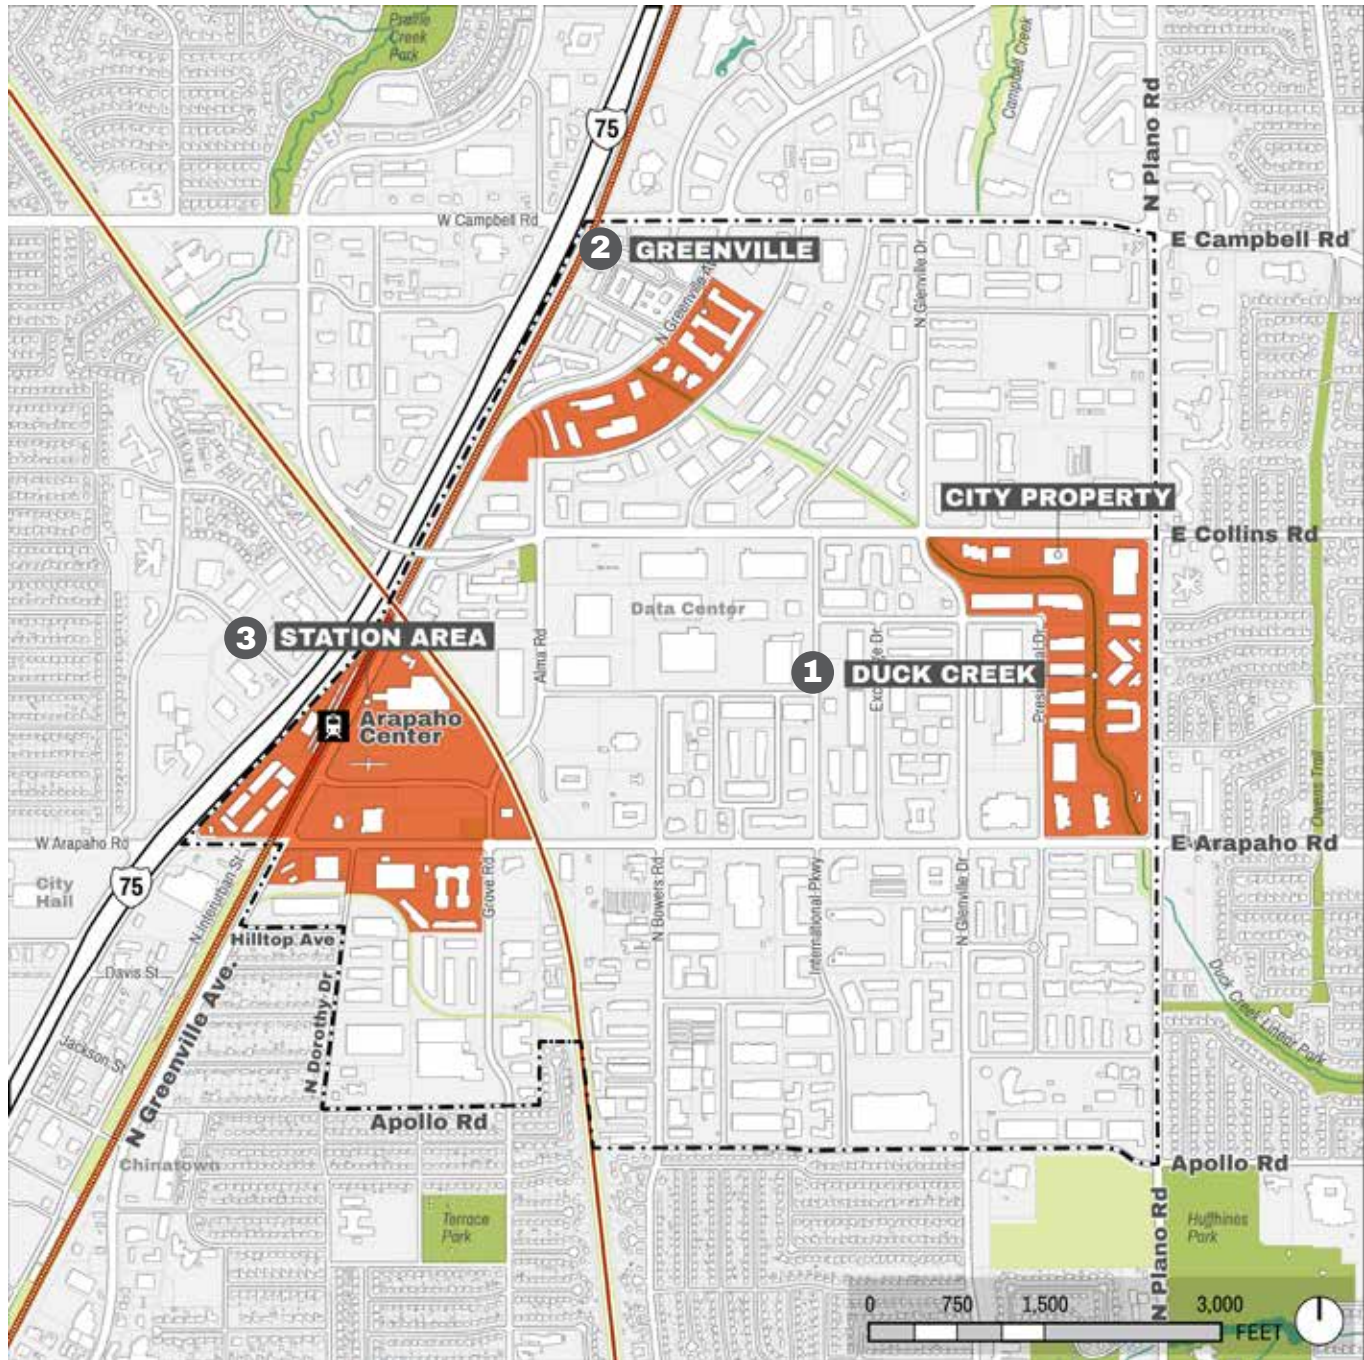 Prairie
Creek
Park
Campbell Creek
N Plano Rd
75
W Campbell Rd
2 GREENVILLE
E Campbell Rd
N Greenville Av
N Glenville Dr
CITY PROPERTY
E Collins Rd
Data Center
3 STATION AREA
Alma Rd
1 DUCK CREEK
Arapaho
Center
Owens Trail
W Arapaho Rd
E Arapaho Rd
75
City
Hall
N Interurban St
Grove Rd
N Bowers Rd
International Pkwy
N Glenville Dr
Hilltop Ave
Davis St
N Dorothy Dr
Duck Creek Linear Park
Jackson St
N Greenville Ave.
Apollo Rd
Chinatown
Apollo Rd
Terrace
Park
N Plano Rd
Huffhines
Park
0 750 1,500 3,000
FEET